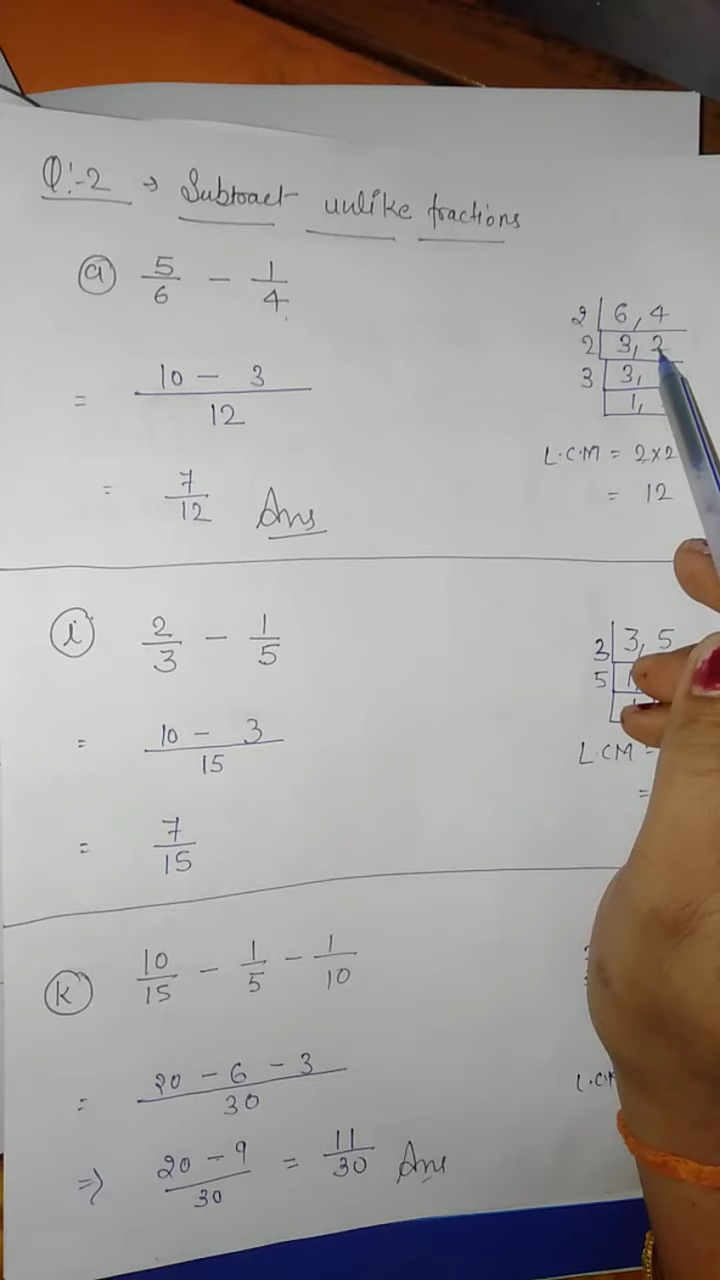 Q:-2 → Subtract unlike fractions
(a) 5/6 - 1/4
= 10 - 3 / 12
= 7/12 Ans
2 | 6, 4
2 | 3, 2
3 | 3,
1,
L.C.M = 2×2
= 12
(i) 2/3 - 1/5
= 10 - 3 / 15
= 7/15
3 | 3, 5
5 | 1,
L.CM =
=
(k) 10/15 - 1/5 - 1/10
= 20 - 6 - 3 / 30
⇒ 20 - 9 / 30 = 11/30 Ans